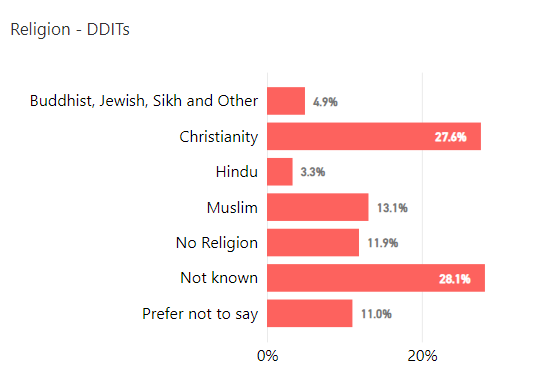 Religion - DDITs
Buddhist, Jewish, Sikh and Other 4.9%
Christianity 27.6%
Hindu 3.3%
Muslim 13.1%
No Religion 11.9%
Not known 28.1%
Prefer not to say 11.0%
0% 20%